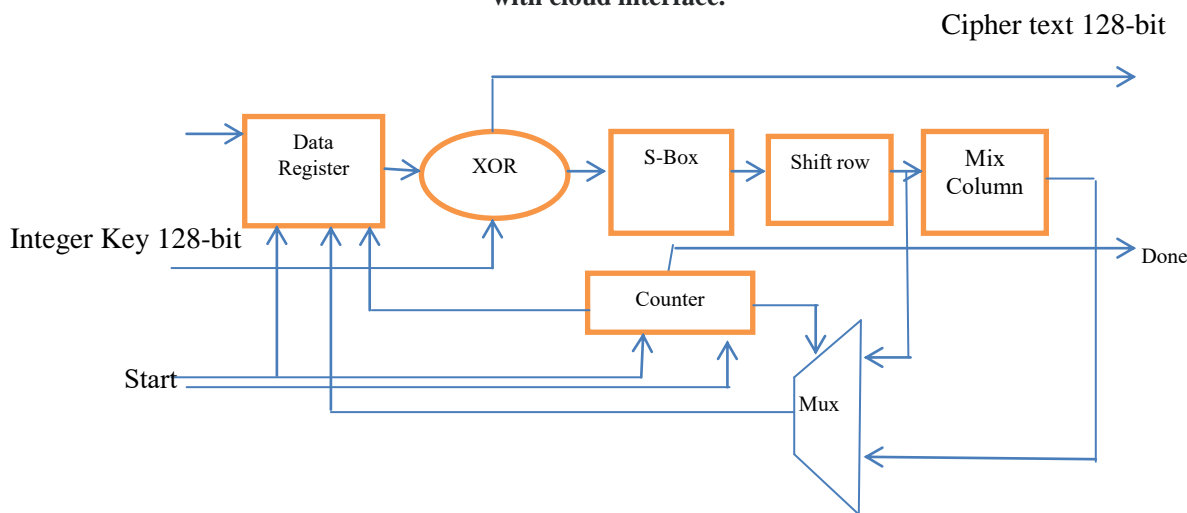 with cloud interface.
Cipher text 128-bit
Data
Register
XOR
S-Box
Shift row
Mix
Column
Integer Key 128-bit
Done
Counter
Start
Mux